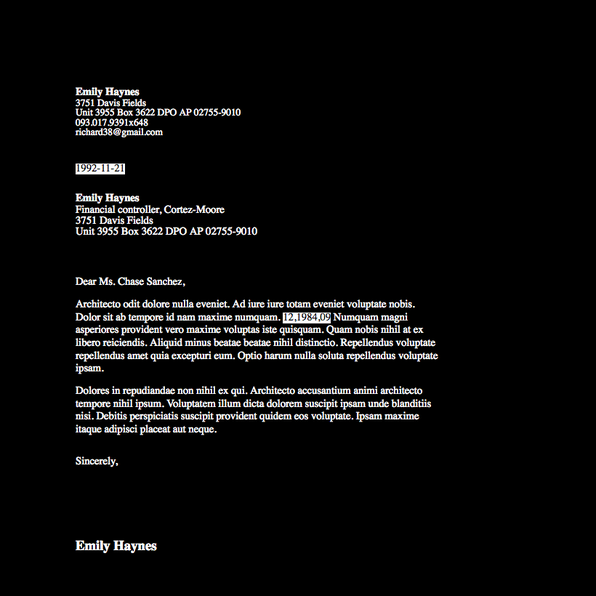 Emily Haynes
3751 Davis Fields
Unit 3955 Box 3622 DPO AP 02755-9010
093.017.9391x648
richard38@gmail.com
1992-11-21
Emily Haynes
Financial controller, Cortez-Moore
3751 Davis Fields
Unit 3955 Box 3622 DPO AP 02755-9010
Dear Ms. Chase Sanchez,
Architecto odit dolore nulla eveniet. Ad iure iure totam eveniet voluptate nobis.
Dolor sit ab tempore id nam maxime numquam. 12,1984,09 Numquam magni
asperiores provident vero maxime voluptas iste quisquam. Quam nobis nihil at ex
libero reiciendis. Aliquid minus beatae beatae nihil distinctio. Repellendus voluptate
repellendus amet quia excepturi eum. Optio harum nulla soluta repellendus voluptate
ipsam.
Dolores in repudiandae non nihil ex qui. Architecto accusantium animi architecto
tempore nihil ipsum. Voluptatem illum dicta dolorem suscipit ipsam unde blanditiis
nisi. Debitis perspiciatis suscipit provident quidem eos voluptate. Ipsam maxime
itaque adipisci placeat aut neque.
Sincerely,
Emily Haynes